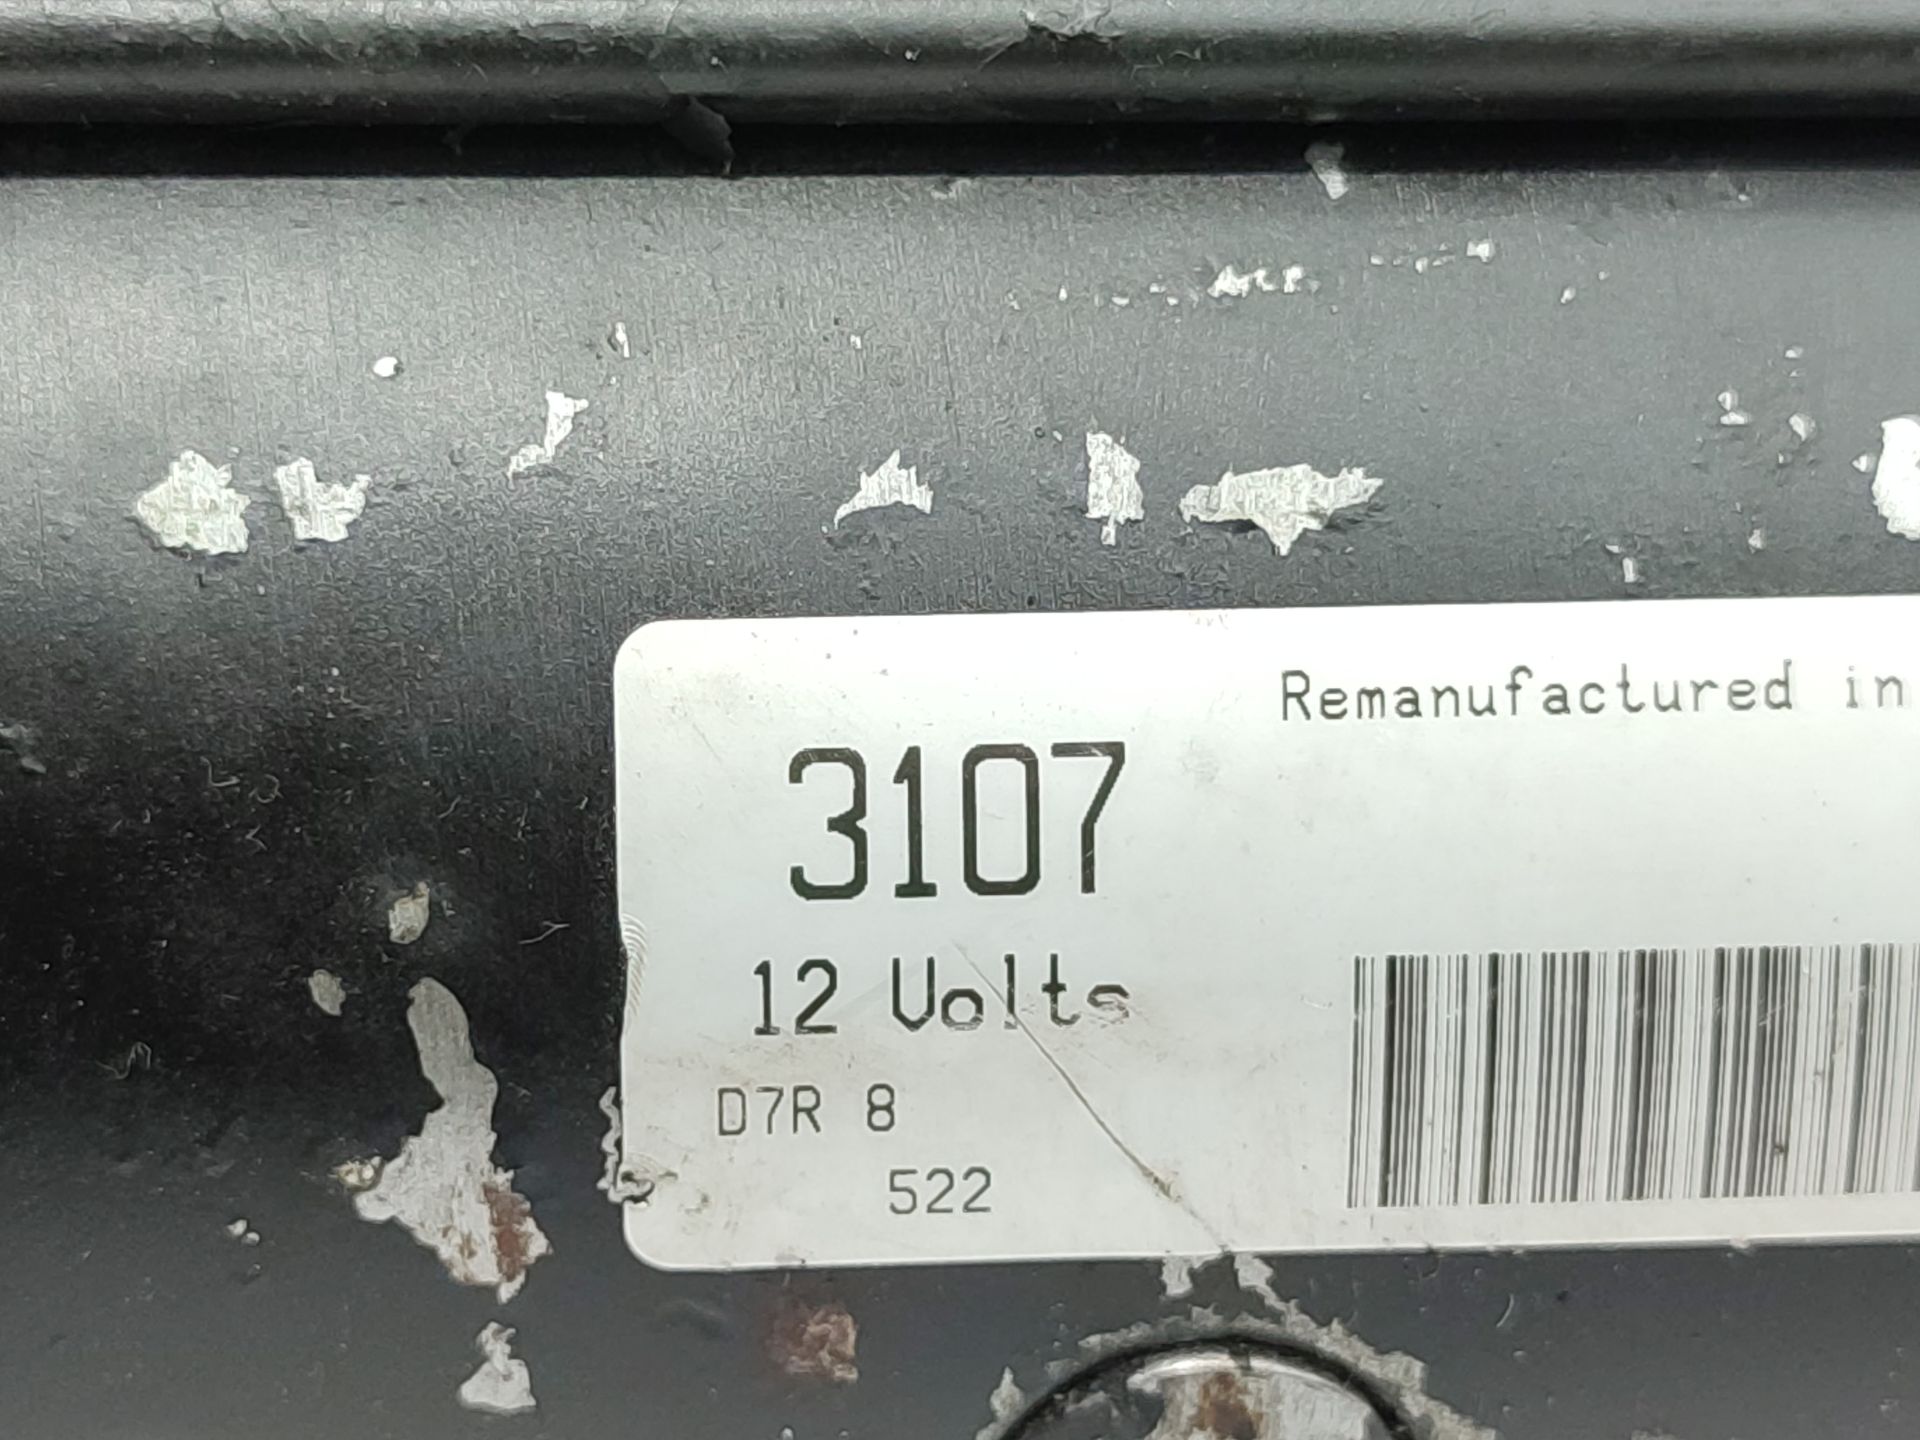 Remanufactured in
3107
12 Volts
D7R 8
522